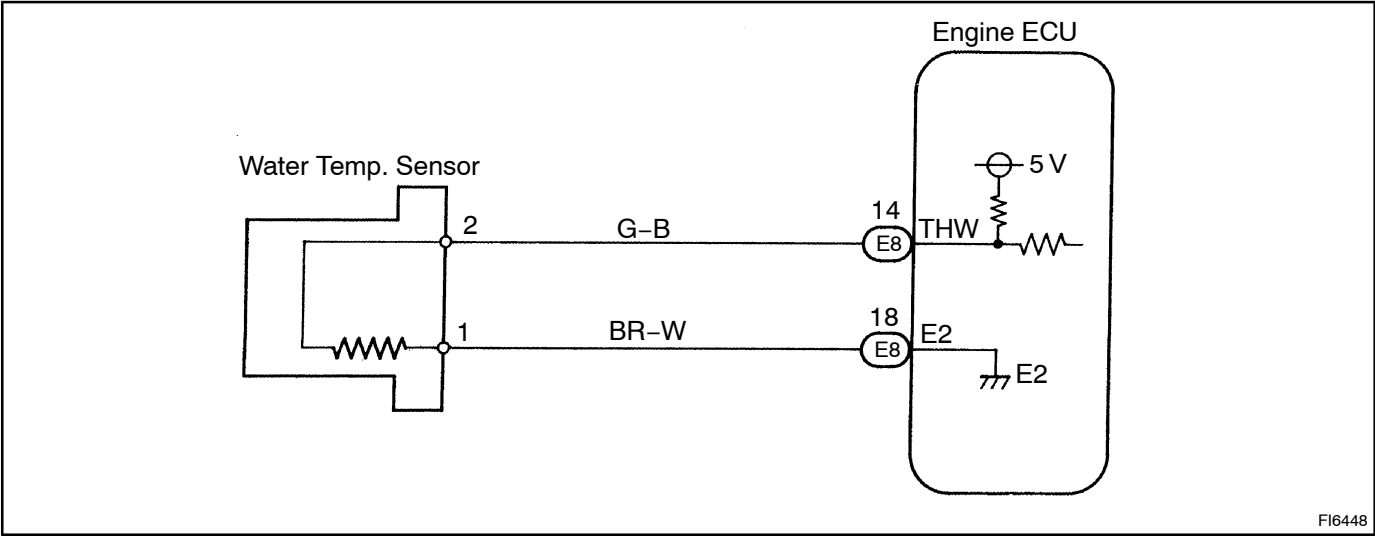 Engine ECU
5 V
Water Temp. Sensor
2
G–B
14
E8
THW
1
BR–W
18
E8
E2
E2
FI6448